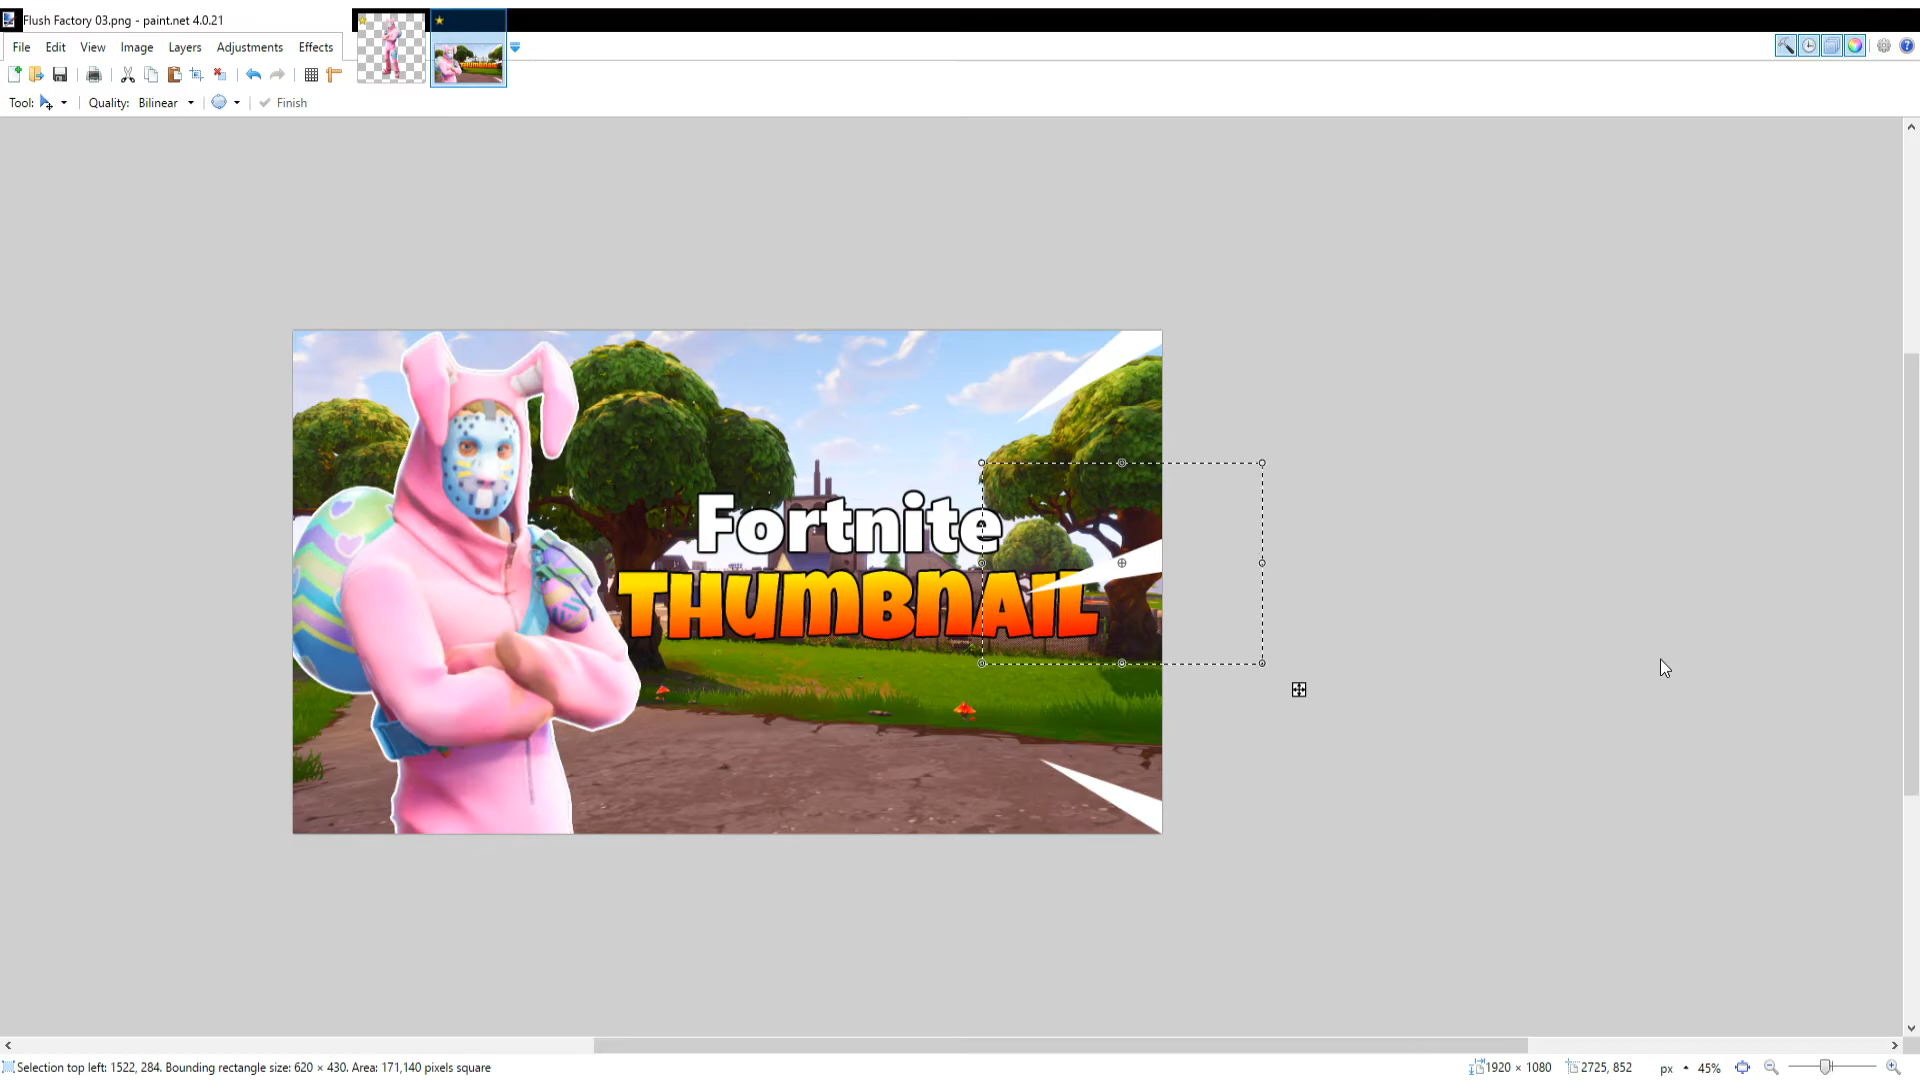 Flush Factory 03.png - paint.net 4.0.21
File Edit View Image Layers Adjustments Effects
Tool: Quality: Bilinear Finish
Fortnite
THUMBNAIL
Selection top left: 1522, 284. Bounding rectangle size: 620 × 430. Area: 171,140 pixels square
1920 × 1080 2725, 852 px 45%